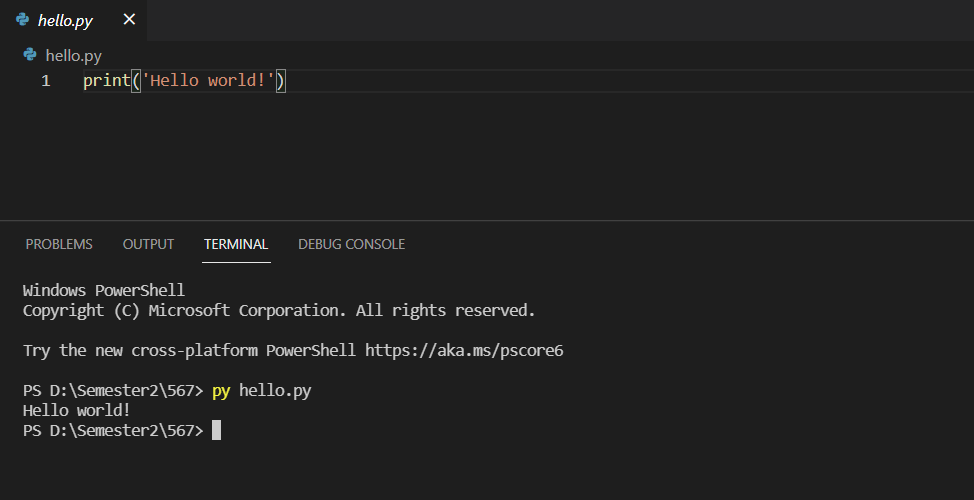 hello.py
hello.py
1 print('Hello world!')
PROBLEMS OUTPUT TERMINAL DEBUG CONSOLE
Windows PowerShell
Copyright (C) Microsoft Corporation. All rights reserved.
Try the new cross-platform PowerShell https://aka.ms/pscore6
PS D:\Semester2\567> py hello.py
Hello world!
PS D:\Semester2\567>